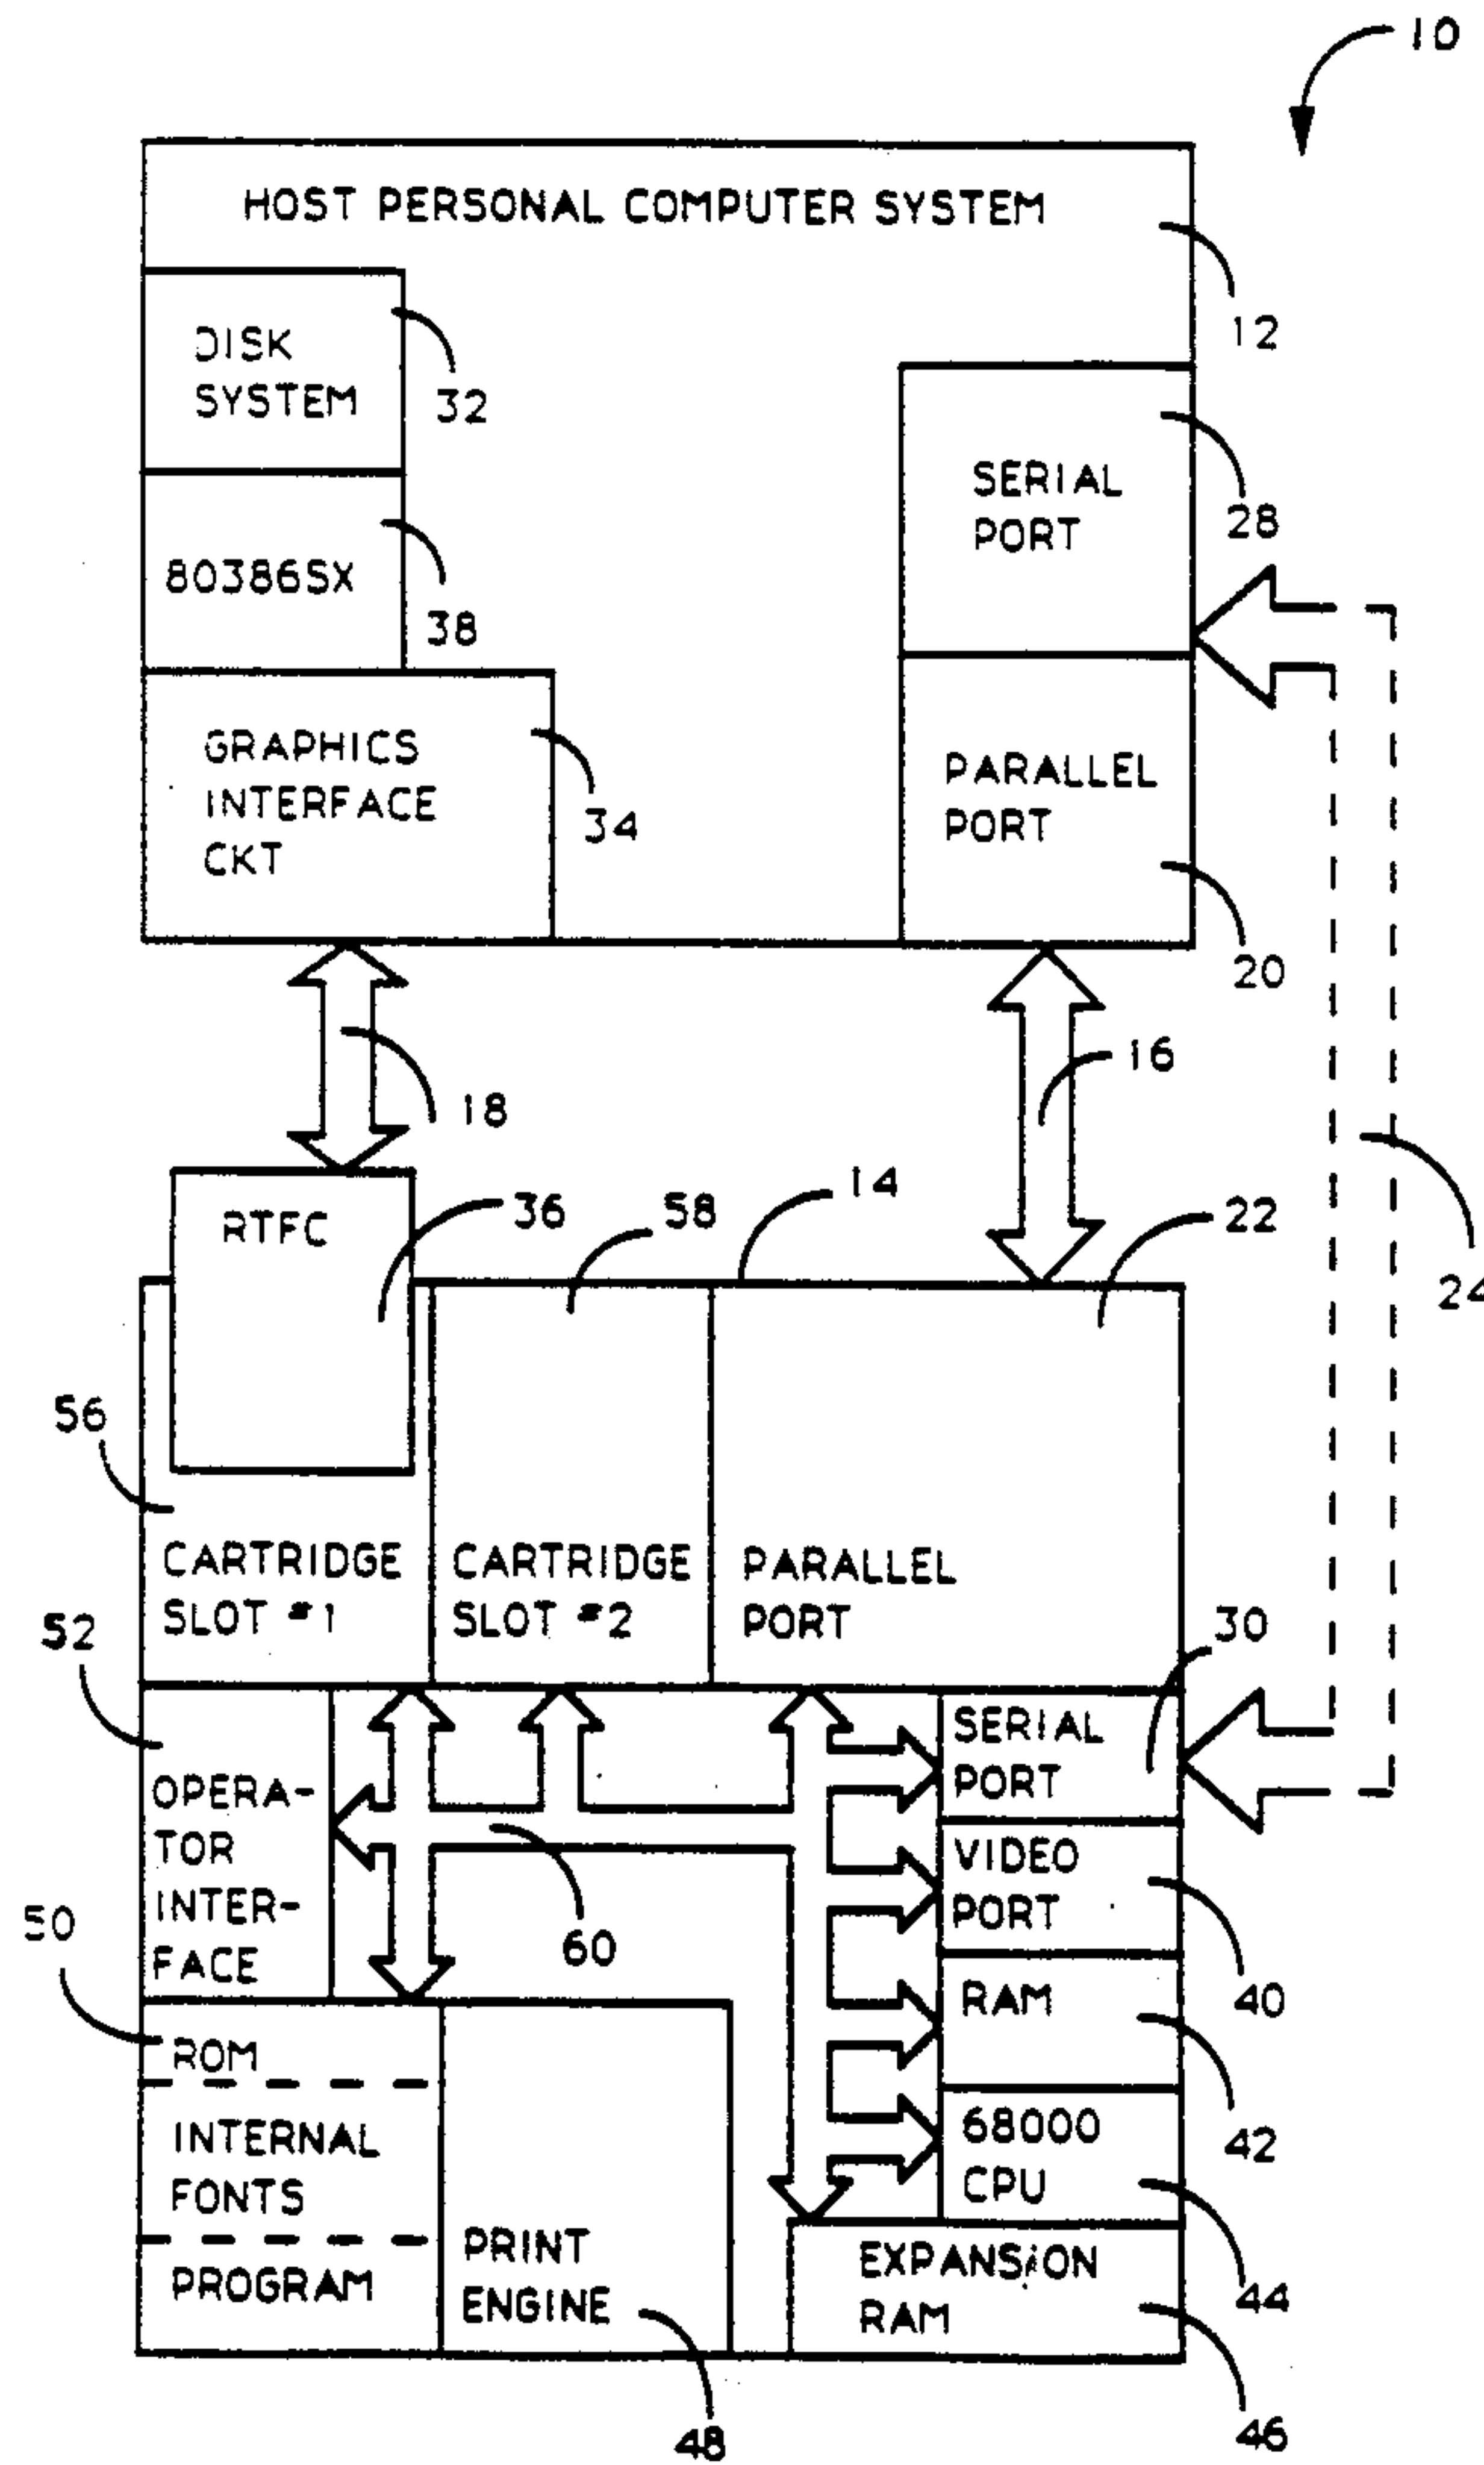 10
HOST PERSONAL COMPUTER SYSTEM
12
DISK
SYSTEM
32
28
SERIAL
PORT
80386SX
38
GRAPHICS
INTERFACE
CKT
34
PARALLEL
PORT
20
18
16
14
RTFC
36
58
22
24
56
CARTRIDGE
SLOT #1
CARTRIDGE
SLOT #2
PARALLEL
PORT
52
30
SERIAL
PORT
OPERA-
TOR
INTER-
FACE
VIDEO
PORT
50
60
40
ROM
RAM
42
INTERNAL
FONTS
68000
CPU
PROGRAM
PRINT
ENGINE
EXPANSION
RAM
44
48
46